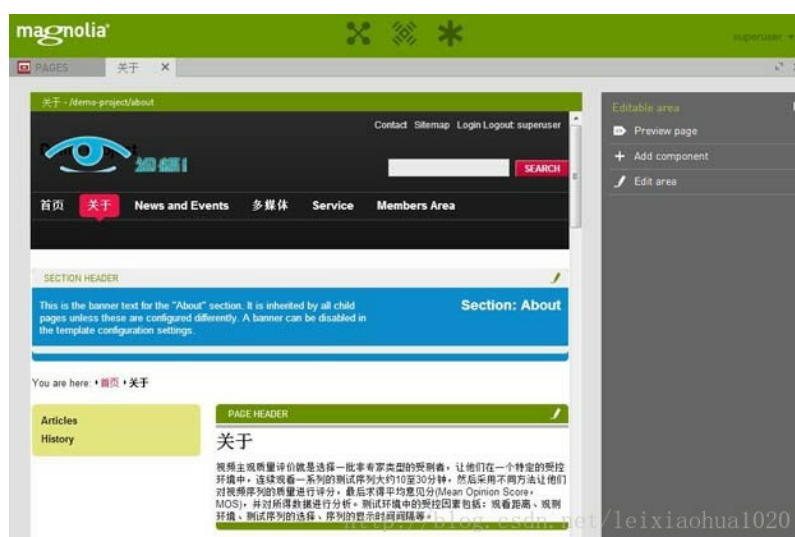 magnolia
superuser
PAGES
关于 ×
关于 - /demo-project/about
Contact Sitemap Login Logout: superuser
SEARCH
首页 关于 News and Events 多媒体 Service Members Area
SECTION HEADER
This is the banner text for the "About" section. It is inherited by all child
pages unless these are configured differently. A banner can be disabled in
the template configuration settings.
Section: About
You are here: 首页 关于
Articles
History
PAGE HEADER
关于
视频主观质量评价就是选择一批非专家类型的受测者，让他们在一个特定的受控
环境中，连续观看一系列的测试序列大约10至30分钟，然后采用不同方法让他们
对视频序列的质量进行评分，最后求得平均意见分(Mean Opinion Score，
MOS)，并对所得数据进行分析。测试环境中的受控因素包括：观看距离、观测
环境、测试序列的选择、序列的显示时间间隔等。
Editable area
Preview page
Add component
Edit area
http://blog.csdn.net/leixiaohua1020